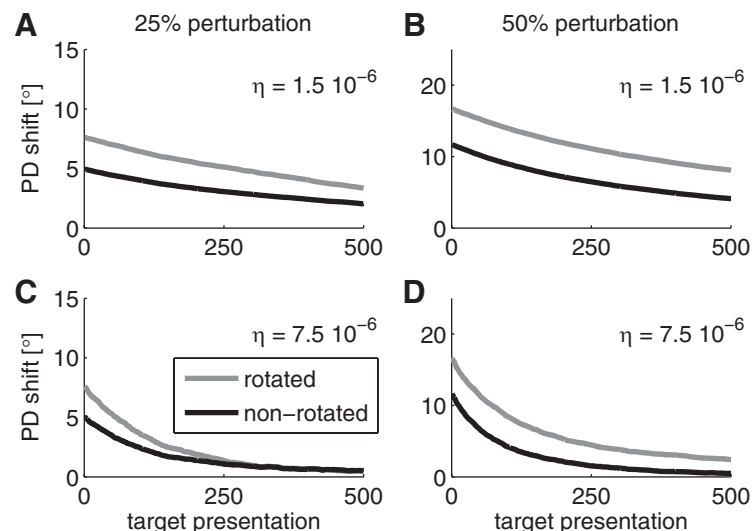 A 25% perturbation
15
10
5
0
PD shift [°]
η = 1.5 10⁻⁶
0 250 500
B 50% perturbation
20
10
0
η = 1.5 10⁻⁶
0 250 500
C
15
10
5
0
PD shift [°]
η = 7.5 10⁻⁶
rotated
non−rotated
0 250 500
target presentation
D
20
10
0
η = 7.5 10⁻⁶
0 250 500
target presentation